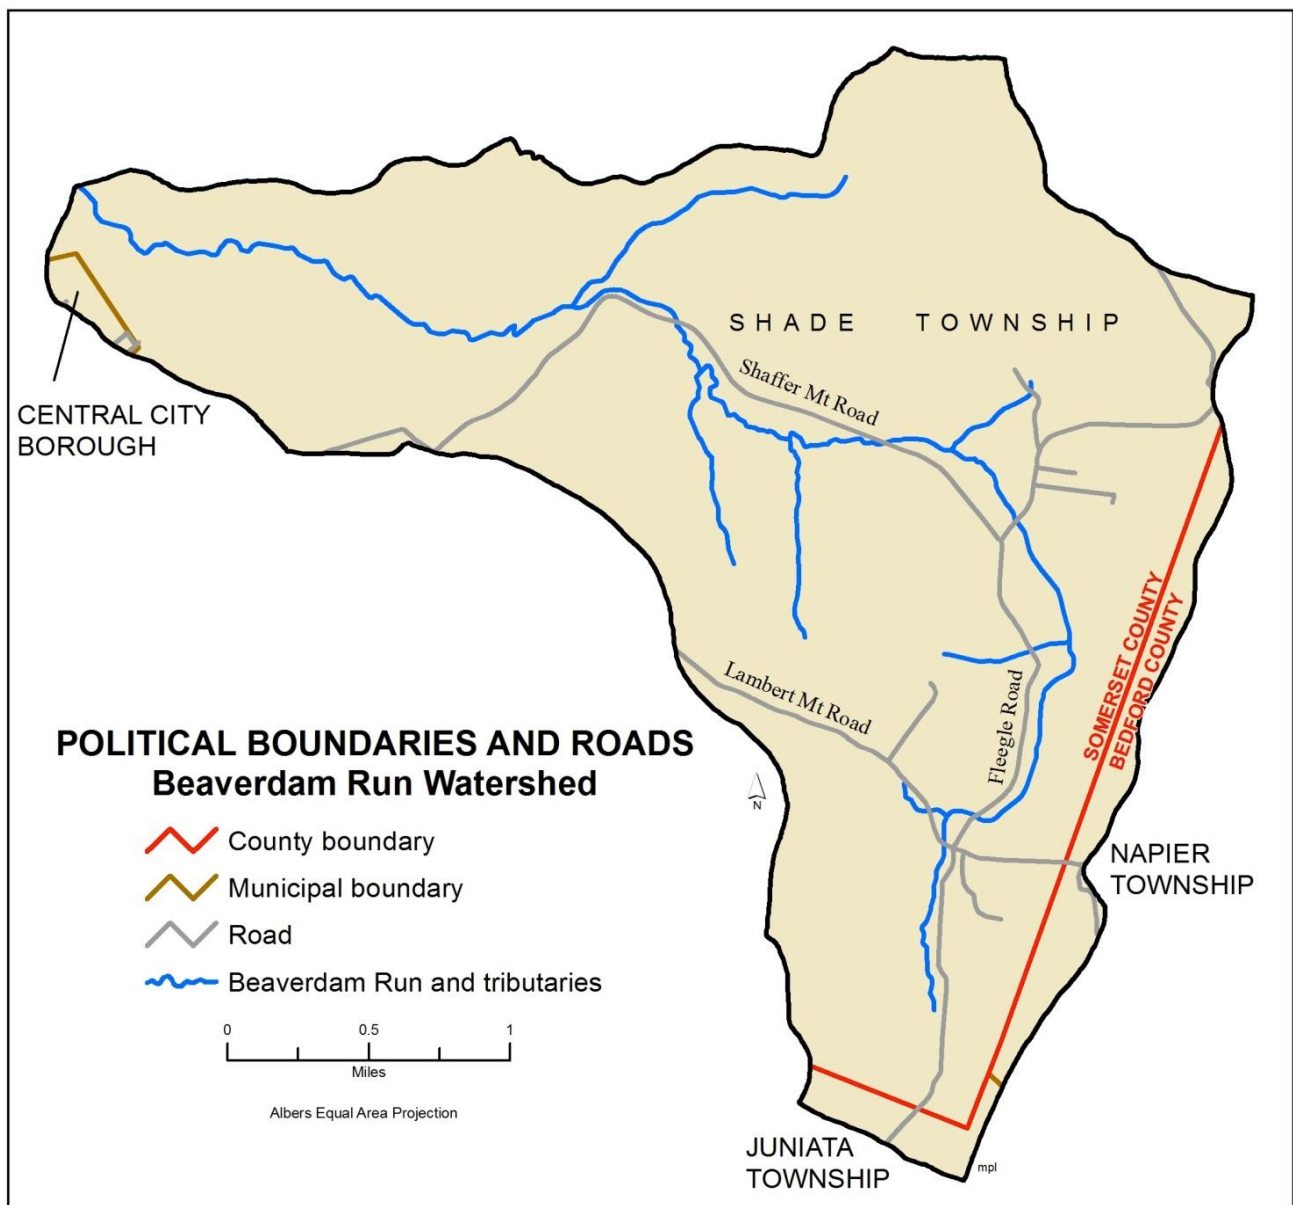 SHADE TOWNSHIP
Shaffer Mt Road
CENTRAL CITY
BOROUGH
SOMERSET COUNTY
BEDFORD COUNTY
Lambert Mt Road
Fleegle Road
POLITICAL BOUNDARIES AND ROADS
Beaverdam Run Watershed
N
County boundary
Municipal boundary
Road
Beaverdam Run and tributaries
0 0.5 1
Miles
Albers Equal Area Projection
NAPIER
TOWNSHIP
JUNIATA
TOWNSHIP
mpl